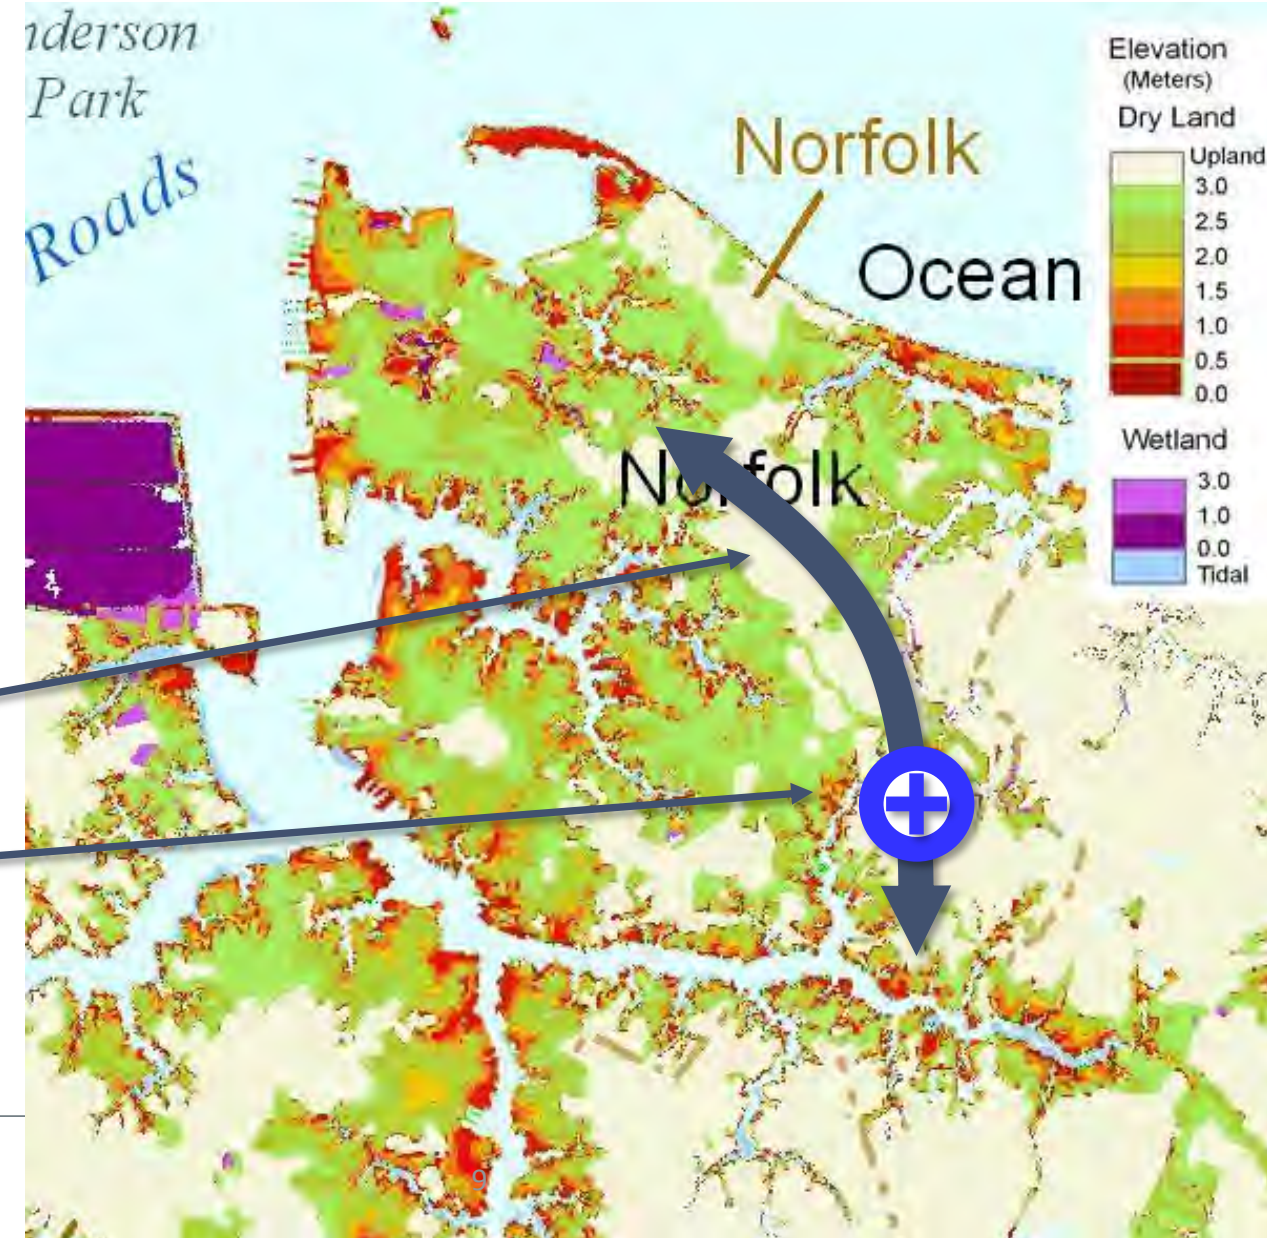 nderson
Park
Roads
Norfolk
Ocean
Norfolk
Elevation
(Meters)
Dry Land
Upland
3.0
2.5
2.0
1.5
1.0
0.5
0.0
Wetland
3.0
1.0
0.0
Tidal
9